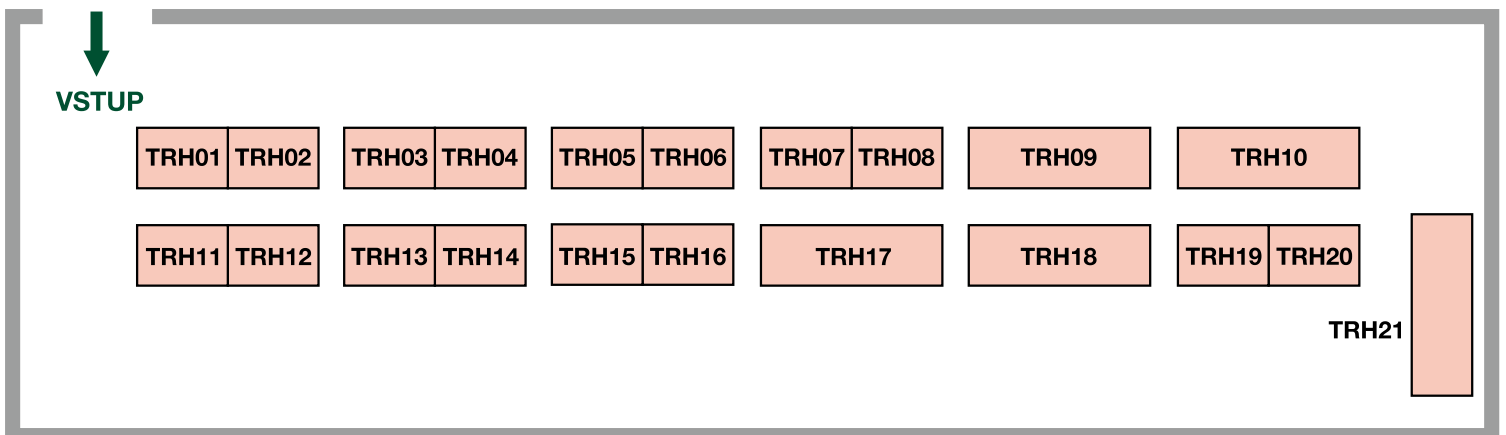 VSTUP
TRH01 TRH02 TRH03 TRH04 TRH05 TRH06 TRH07 TRH08 TRH09 TRH10
TRH11 TRH12 TRH13 TRH14 TRH15 TRH16 TRH17 TRH18 TRH19 TRH20
TRH21